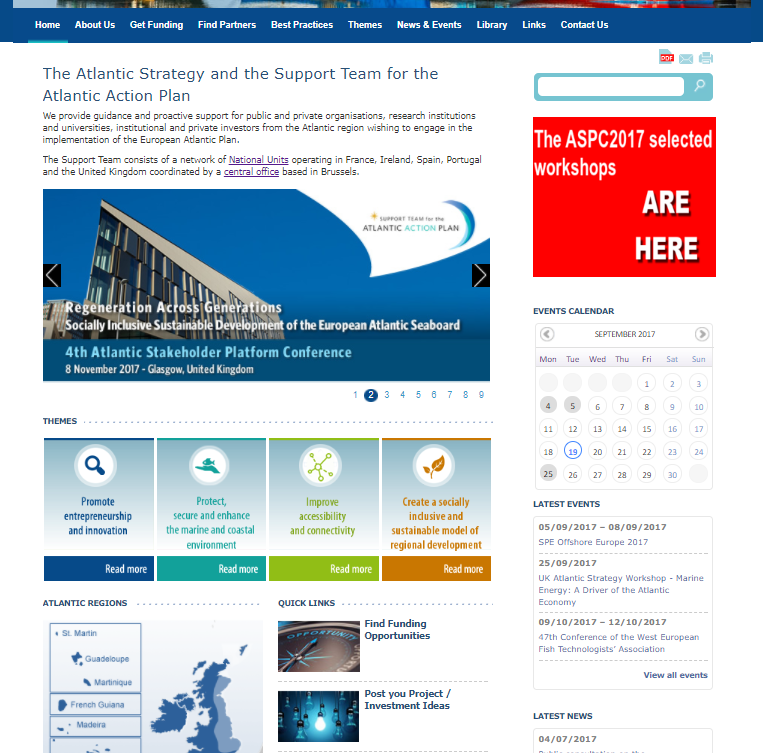 Home About Us Get Funding Find Partners Best Practices Themes News & Events Library Links Contact Us
The Atlantic Strategy and the Support Team for the
Atlantic Action Plan
We provide guidance and proactive support for public and private organisations, research institutions
and universities, institutional and private investors from the Atlantic region wishing to engage in the
implementation of the European Atlantic Plan.
The Support Team consists of a network of National Units operating in France, Ireland, Spain, Portugal
and the United Kingdom coordinated by a central office based in Brussels.
SUPPORT TEAM for the
ATLANTIC ACTION PLAN
Regeneration Across Generations
Socially Inclusive Sustainable Development of the European Atlantic Seaboard
4th Atlantic Stakeholder Platform Conference
8 November 2017 - Glasgow, United Kingdom
1 2 3 4 5 6 7 8 9
THEMES
Promote
entrepreneurship
and innovation
Read more
Protect,
secure and enhance
the marine and coastal
environment
Read more
Improve
accessibility
and connectivity
Read more
Create a socially
inclusive and
sustainable model of
regional development
Read more
ATLANTIC REGIONS
St. Martin
Guadeloupe
Martinique
French Guiana
Madeira
QUICK LINKS
OPPORTUNITY
Find Funding
Opportunities
Post you Project /
Investment Ideas
PDF
The ASPC2017 selected
workshops
ARE
HERE
EVENTS CALENDAR
SEPTEMBER 2017
Mon Tue Wed Thu Fri Sat Sun
1 2 3
4 5 6 7 8 9 10
11 12 13 14 15 16 17
18 19 20 21 22 23 24
25 26 27 28 29 30
LATEST EVENTS
05/09/2017 – 08/09/2017
SPE Offshore Europe 2017
25/09/2017
UK Atlantic Strategy Workshop - Marine
Energy: A Driver of the Atlantic
Economy
09/10/2017 – 12/10/2017
47th Conference of the West European
Fish Technologists' Association
View all events
LATEST NEWS
04/07/2017
Public consultation on the